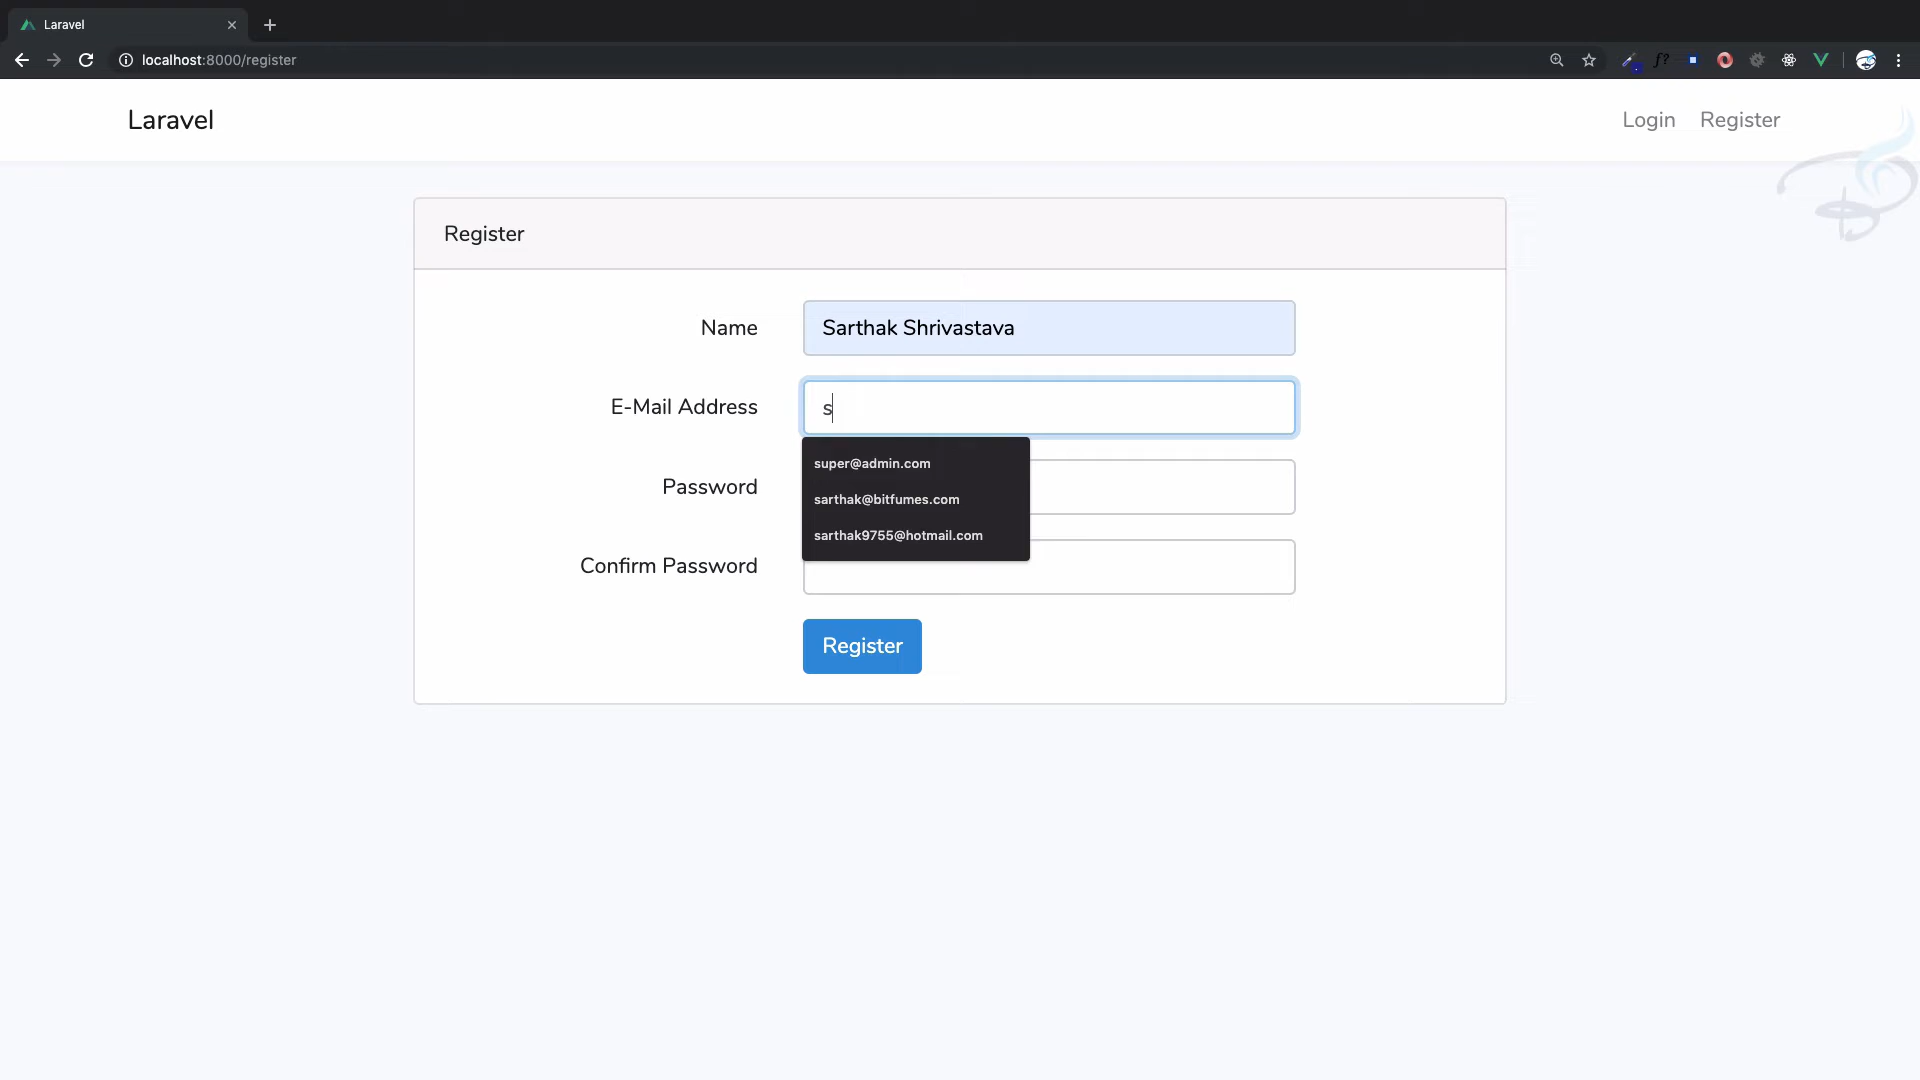 Laravel
localhost:8000/register
f?
Laravel
Login Register
Register
Name Sarthak Shrivastava
E-Mail Address s
super@admin.com
Password
sarthak@bitfumes.com
sarthak9755@hotmail.com
Confirm Password
Register